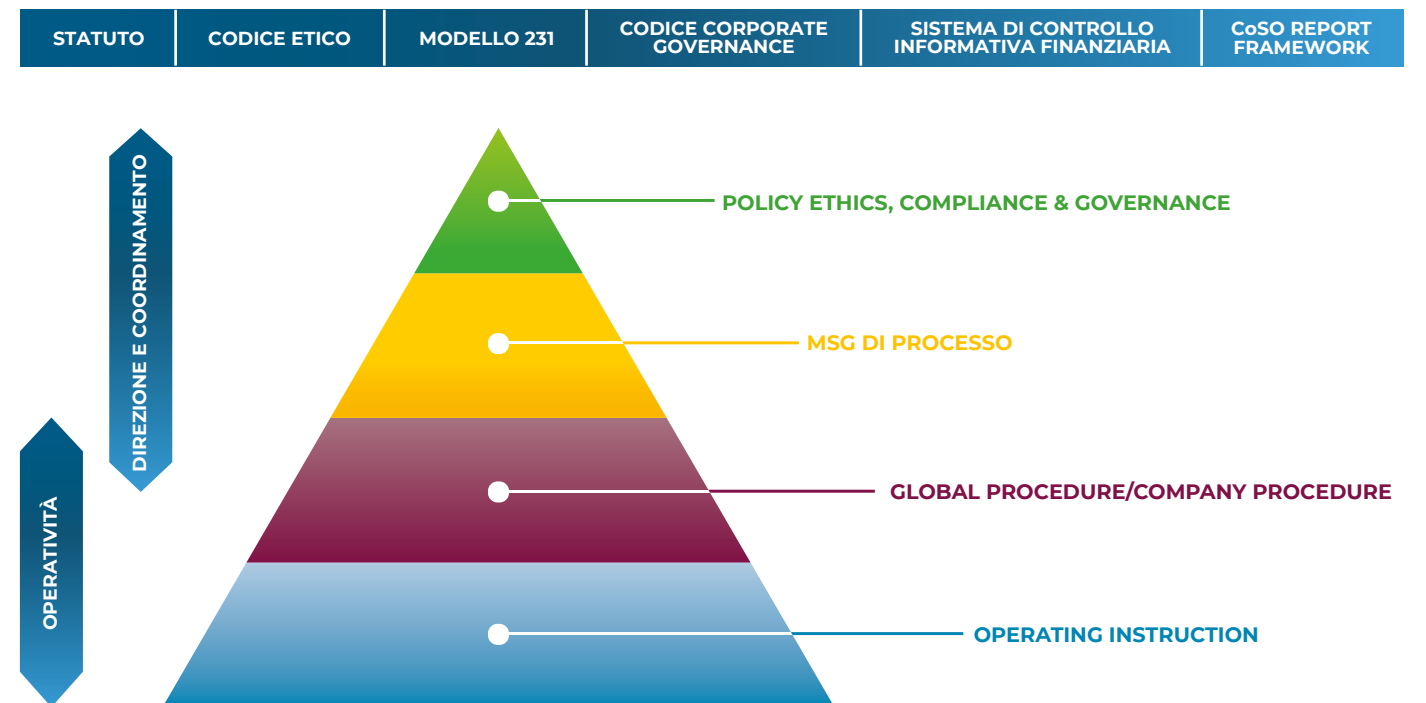 STATUTO
CODICE ETICO
MODELLO 231
CODICE CORPORATE
GOVERNANCE
SISTEMA DI CONTROLLO
INFORMATIVA FINANZIARIA
CoSO REPORT
FRAMEWORK
DIREZIONE E COORDINAMENTO
OPERATIVITÀ
POLICY ETHICS, COMPLIANCE & GOVERNANCE
MSG DI PROCESSO
GLOBAL PROCEDURE/COMPANY PROCEDURE
OPERATING INSTRUCTION